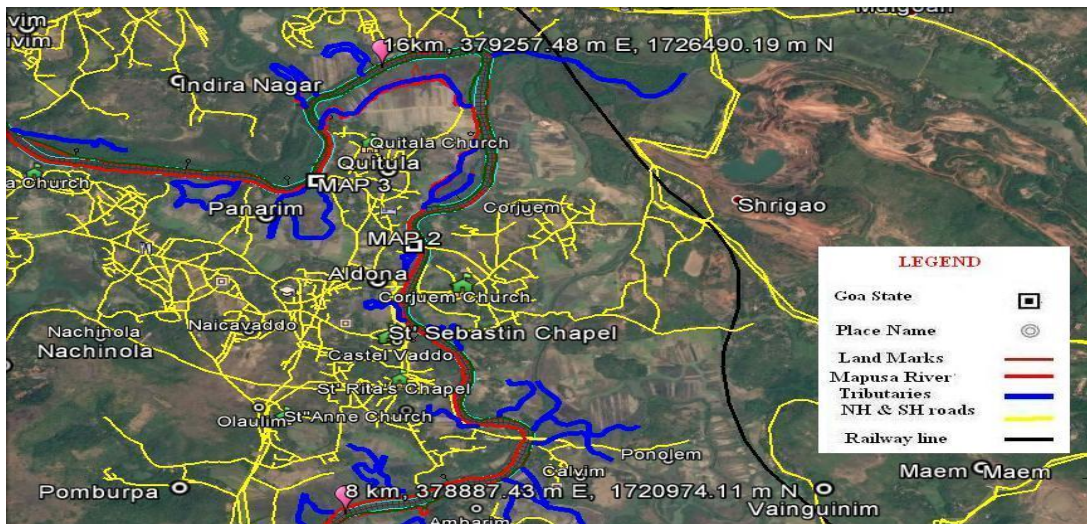 vim
ivim
Mulgoan
16km, 379257.48 m E, 1726490.19 m N
Indira Nagar
Quitala Church
Quitula
a Church
MAP 3
Panarim
Corjuem
Shrigao
MAP 2
Aldona
Corjuem Church
Naicavaddo
St' Sebastin Chapel
Nachinola
Nachinola
Castel Vaddo
St' Rita's Chapel
St"Anne Church
Olaulim
Ponolem
Calvim
Pomburpa
8 km, 378887.43 m E, 1720974.11 m N
Maem Maem
Vainguinim
Ambarim
LEGEND
Goa State
Place Name
Land Marks
Mapusa River
Tributaries
NH & SH roads
Railway line